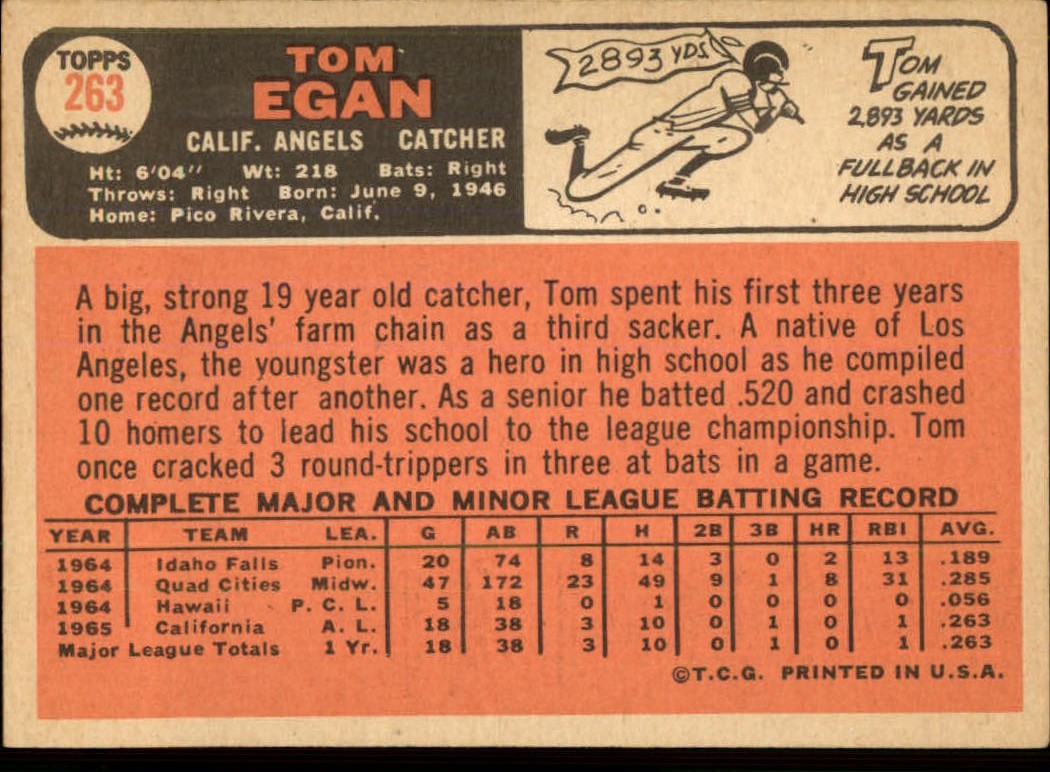 TOPPS
263
TOM
EGAN
CALIF. ANGELS CATCHER
Ht: 6'04" Wt: 218 Bats: Right
Throws: Right Born: June 9, 1946
Home: Pico Rivera, Calif.
2893 YDS.
TOM
GAINED
2,893 YARDS
AS A
FULLBACK IN
HIGH SCHOOL
A big, strong 19 year old catcher, Tom spent his first three years
in the Angels' farm chain as a third sacker. A native of Los
Angeles, the youngster was a hero in high school as he compiled
one record after another. As a senior he batted .520 and crashed
10 homers to lead his school to the league championship. Tom
once cracked 3 round-trippers in three at bats in a game.
COMPLETE MAJOR AND MINOR LEAGUE BATTING RECORD
YEAR TEAM LEA. G AB R H 2B 3B HR RBI AVG.
1964 Idaho Falls Pion. 20 74 8 14 3 0 2 13 .189
1964 Quad Cities Midw. 47 172 23 49 9 1 8 31 .285
1964 Hawaii P. C. L. 5 18 0 1 0 0 0 0 .056
1965 California A. L. 18 38 3 10 0 1 0 1 .263
Major League Totals 1 Yr. 18 38 3 10 0 1 0 1 .263
©T.C.G. PRINTED IN U.S.A.